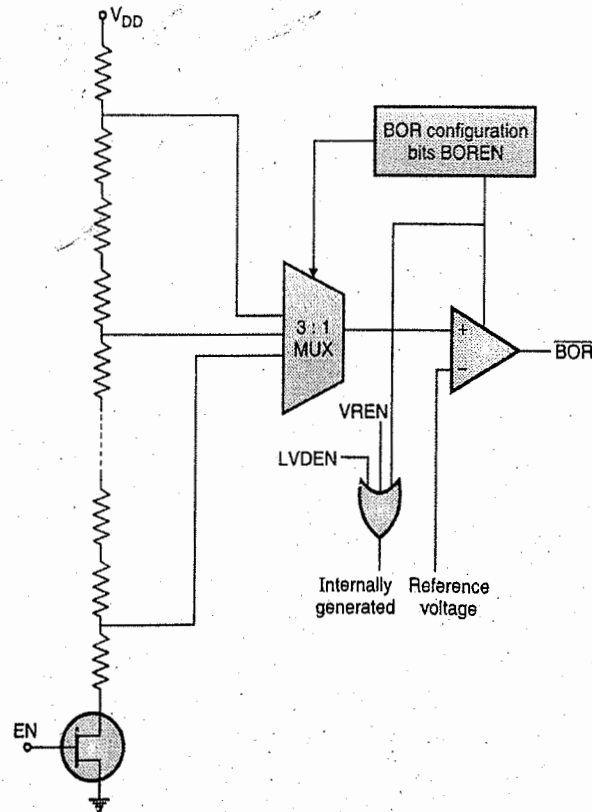 V_DD
BOR configuration
bits BOREN
3 : 1
MUX
+
−
BOR
VREN
LVDEN
Internally
generated
Reference
voltage
EN